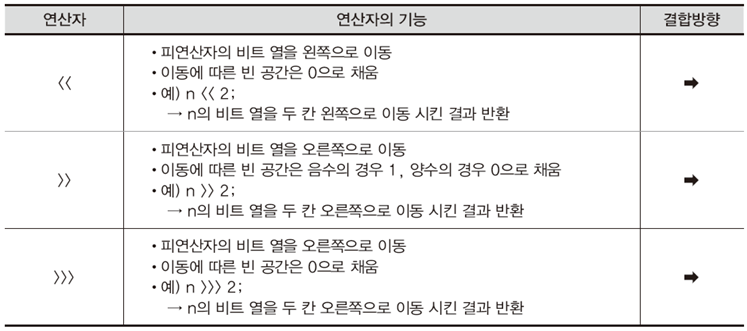 연산자 연산자의 기능 결합방향
<< •피연산자의 비트 열을 왼쪽으로 이동 ➡
•이동에 따른 빈 공간은 0으로 채움
•예) n << 2;
→ n의 비트 열을 두 칸 왼쪽으로 이동 시킨 결과 반환
>> •피연산자의 비트 열을 오른쪽으로 이동 ➡
•이동에 따른 빈 공간은 음수의 경우 1, 양수의 경우 0으로 채움
•예) n >> 2;
→ n의 비트 열을 두 칸 오른쪽으로 이동 시킨 결과 반환
>>> •피연산자의 비트 열을 오른쪽으로 이동 ➡
•이동에 따른 빈 공간은 0으로 채움
•예) n >>> 2;
→ n의 비트 열을 두 칸 오른쪽으로 이동 시킨 결과 반환